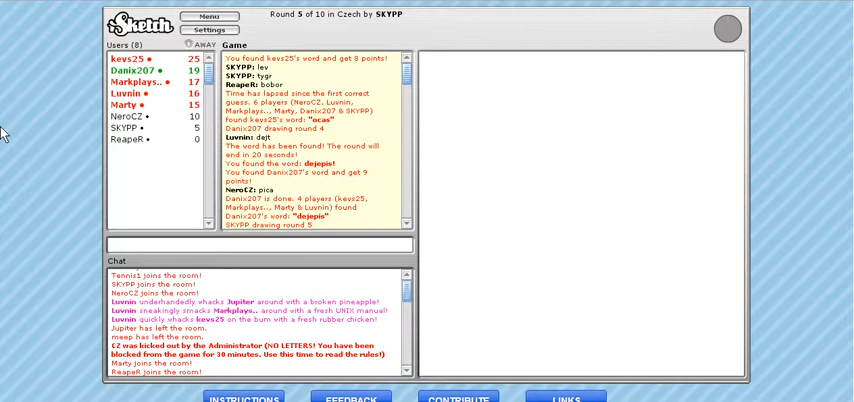 iSketch
Menu
Settings
Round 5 of 10 in Czech by SKYPP
Users (8)
AWAY
kevs25 • 25
Danix207 • 19
Markplays.. • 17
Luvnin • 16
Marty • 15
NeroCZ • 10
SKYPP • 5
ReapeR • 0
Game
You found kevs25's word and get 8 points!
SKYPP: lev
SKYPP: tygr
ReapeR: bobor
Time has lapsed since the first correct
guess. 6 players (NeroCZ, Luvnin,
Markplays.., Marty, Danix207 & SKYPP)
found kevs25's word: "ocas"
Danix207 drawing round 4
Luvnin: dejt
The word has been found! The round will
end in 20 seconds!
You found the word: dejepis!
You found Danix207's word and get 9
points!
NeroCZ: pica
Danix207 is done. 4 players (kevs25,
Markplays.., Marty & Luvnin) found
Danix207's word: "dejepis"
SKYPP drawing round 5
Chat
Tennis1 joins the room!
SKYPP joins the room!
NeroCZ joins the room!
Luvnin underhandedly whacks Jupiter around with a broken pineapple!
Luvnin sneakingly smacks Markplays.. around with a fresh UNIX manual!
Luvnin quickly whacks kevs25 on the bum with a fresh rubber chicken!
Jupiter has left the room.
meep has left the room.
CZ was kicked out by the Administrator (NO LETTERS! You have been
blocked from the game for 30 minutes. Use this time to read the rules!)
Marty joins the room!
ReapeR joins the room!
INSTRUCTIONS
FEEDBACK
CONTRIBUTE
LINKS